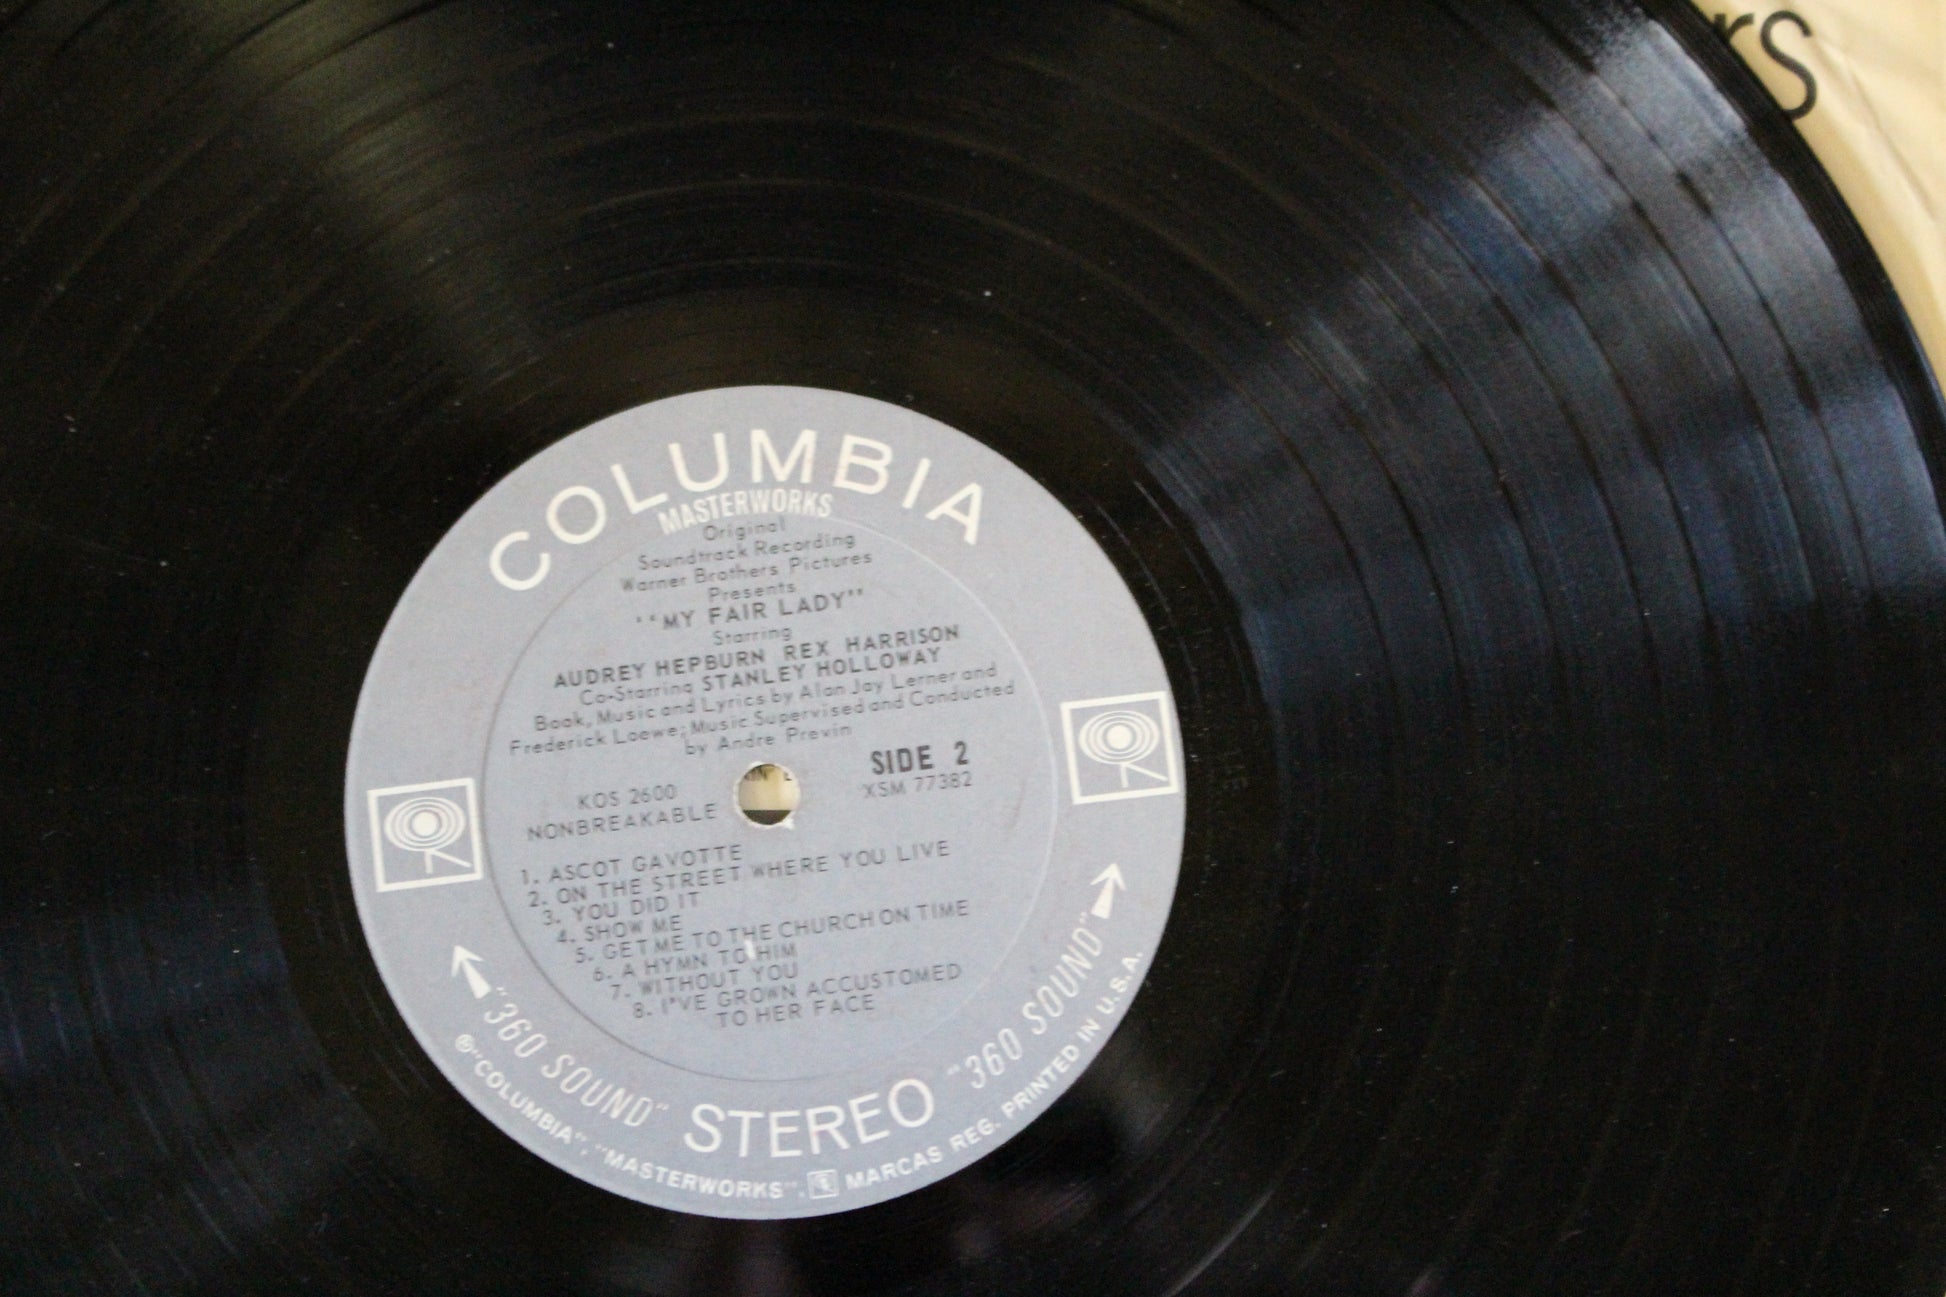 rs
COLUMBIA
MASTERWORKS
Original
Soundtrack Recording
Warner Brothers Pictures
Presents
"MY FAIR LADY"
Starring
AUDREY HEPBURN REX HARRISON
Co-Starring STANLEY HOLLOWAY
Book, Music and Lyrics by Alan Jay Lerner and
Frederick Loewe; Music Supervised and Conducted
by Andre Previn
SIDE 2
XSM 77382
KOS 2600
NONBREAKABLE
1. ASCOT GAVOTTE
2. ON THE STREET WHERE YOU LIVE
3. YOU DID IT
4. SHOW ME
5. GET ME TO THE CHURCH ON TIME
6. A HYMN TO HIM
7. WITHOUT YOU
8. I'VE GROWN ACCUSTOMED
TO HER FACE
"360 SOUND" STEREO "360 SOUND"
® "COLUMBIA", "MASTERWORKS", MARCAS REG. PRINTED IN U.S.A.